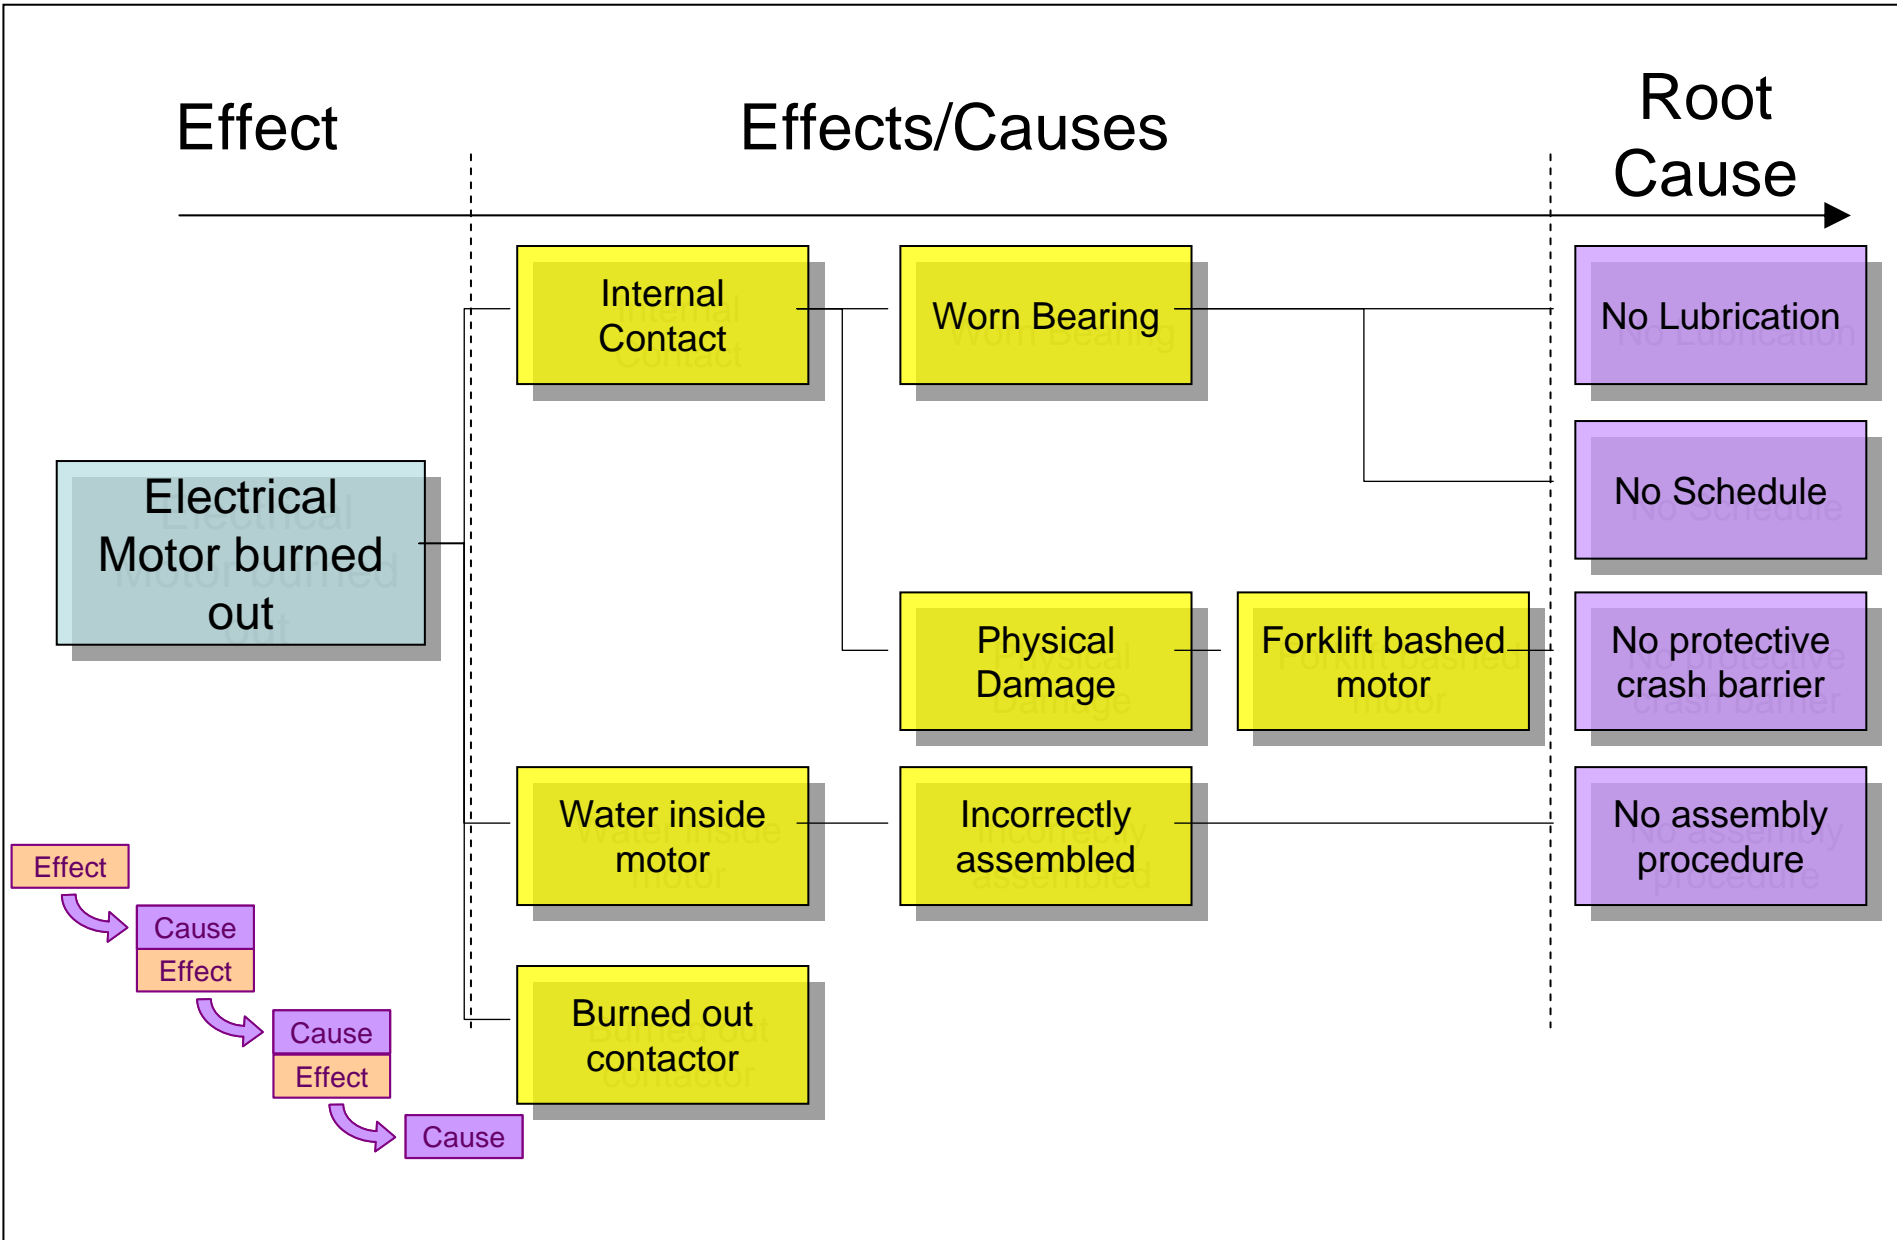 Effect
Effects/Causes
Root
Cause
Internal
Contact
Worn Bearing
No Lubrication
Electrical
Motor burned
out
No Schedule
Physical
Damage
Forklift bashed
motor
No protective
crash barrier
Water inside
motor
Incorrectly
assembled
No assembly
procedure
Burned out
contactor
Effect
Cause
Effect
Cause
Effect
Cause